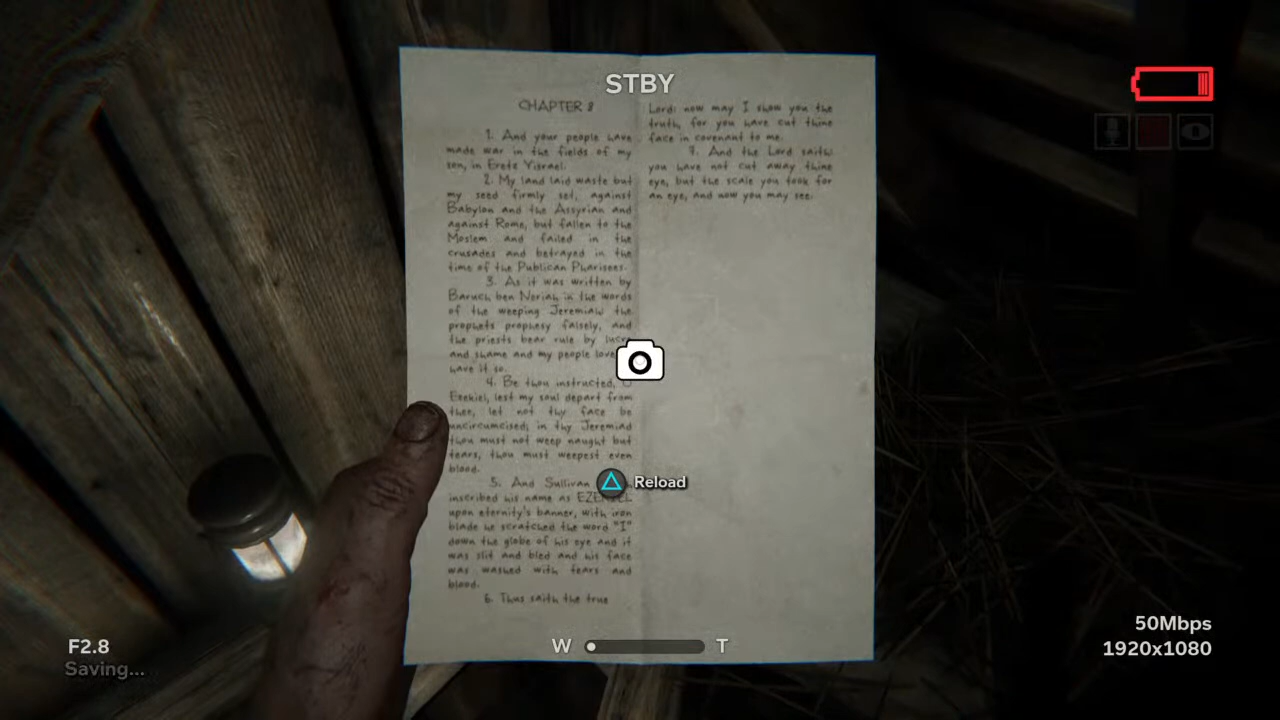 STBY
CHAPTER 8
1. And your people have
made war in the fields of my
son, in Eretz Yisrael.
2. My land laid waste but
my seed firmly set, against
Babylon and the Assyrian and
against Rome, but fallen to the
Moslem and failed in the
crusades and betrayed in the
time of the Publican Pharisees.
3. As it was written by
Baruch ben Neriah in the words
of the weeping Jeremiah: the
prophets prophesy falsely, and
the priests bear rule by lucre
and shame and my people love
have it so.
4. Be thou instructed, O
Ezekiel, lest my soul depart from
thee, let not thy face be
uncircumcised; in thy Jeremiad
thou must not weep naught but
tears, thou must weepest even
blood.
5. And Sullivan
inscribed his name as EZEKIEL
upon eternity's banner, with iron
blade he scratched the word "I"
down the globe of his eye and it
was slit and bled and his face
was washed with tears and
blood.
6. Thus saith the true
Lord: now may I show you the
truth, for you have cut thine
face in covenant to me.
7. And the Lord saith:
you have not cut away thine
eye, but the scale you took for
an eye, and now you may see.
Reload
F2.8
Saving...
W T
50Mbps
1920x1080